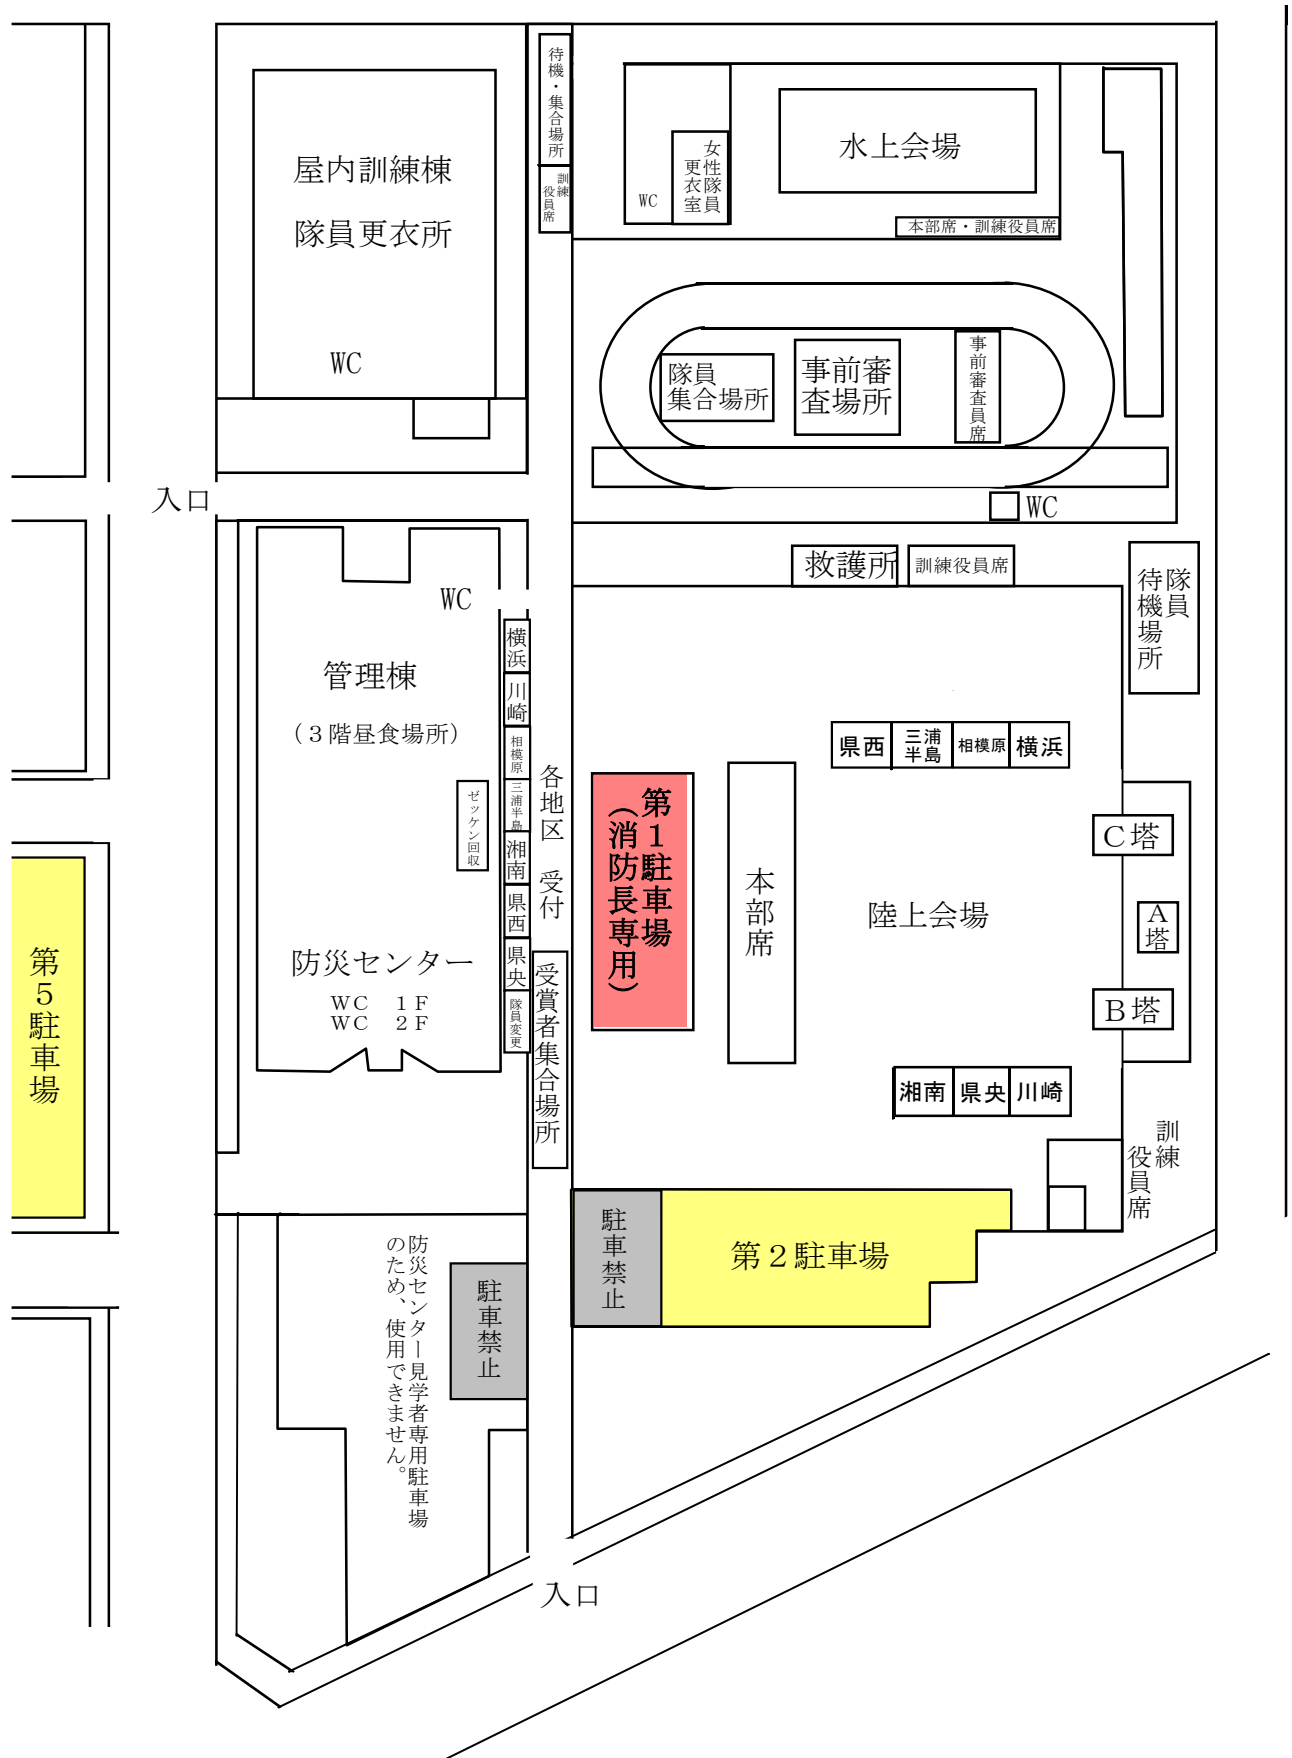 待機・集合場所
訓練
役員席
屋内訓練棟
隊員更衣所
WC
WC
女性隊員
更衣室
水上会場
本部席・訓練役員席
隊員
集合場所
事前審
査場所
事前審査員席
入口
WC
救護所
訓練役員席
隊員
待機場所
WC
管理棟
（３階昼食場所）
ゼッケン回収
防災センター
ＷＣ　１Ｆ
ＷＣ　２Ｆ
横浜
川崎
相模原
三浦半島
湘南
県西
県央
隊員変更
各地区　受付
受賞者集合場所
第１駐車場
（消防長専用）
本部席
陸上会場
県西
三浦
半島
相模原
横浜
Ｃ塔
Ａ
塔
Ｂ塔
湘南
県央
川崎
訓練
役員席
第５駐車場
駐車禁止
第２駐車場
防災センター見学者専用駐車場
のため、使用できません。
駐車禁止
入口